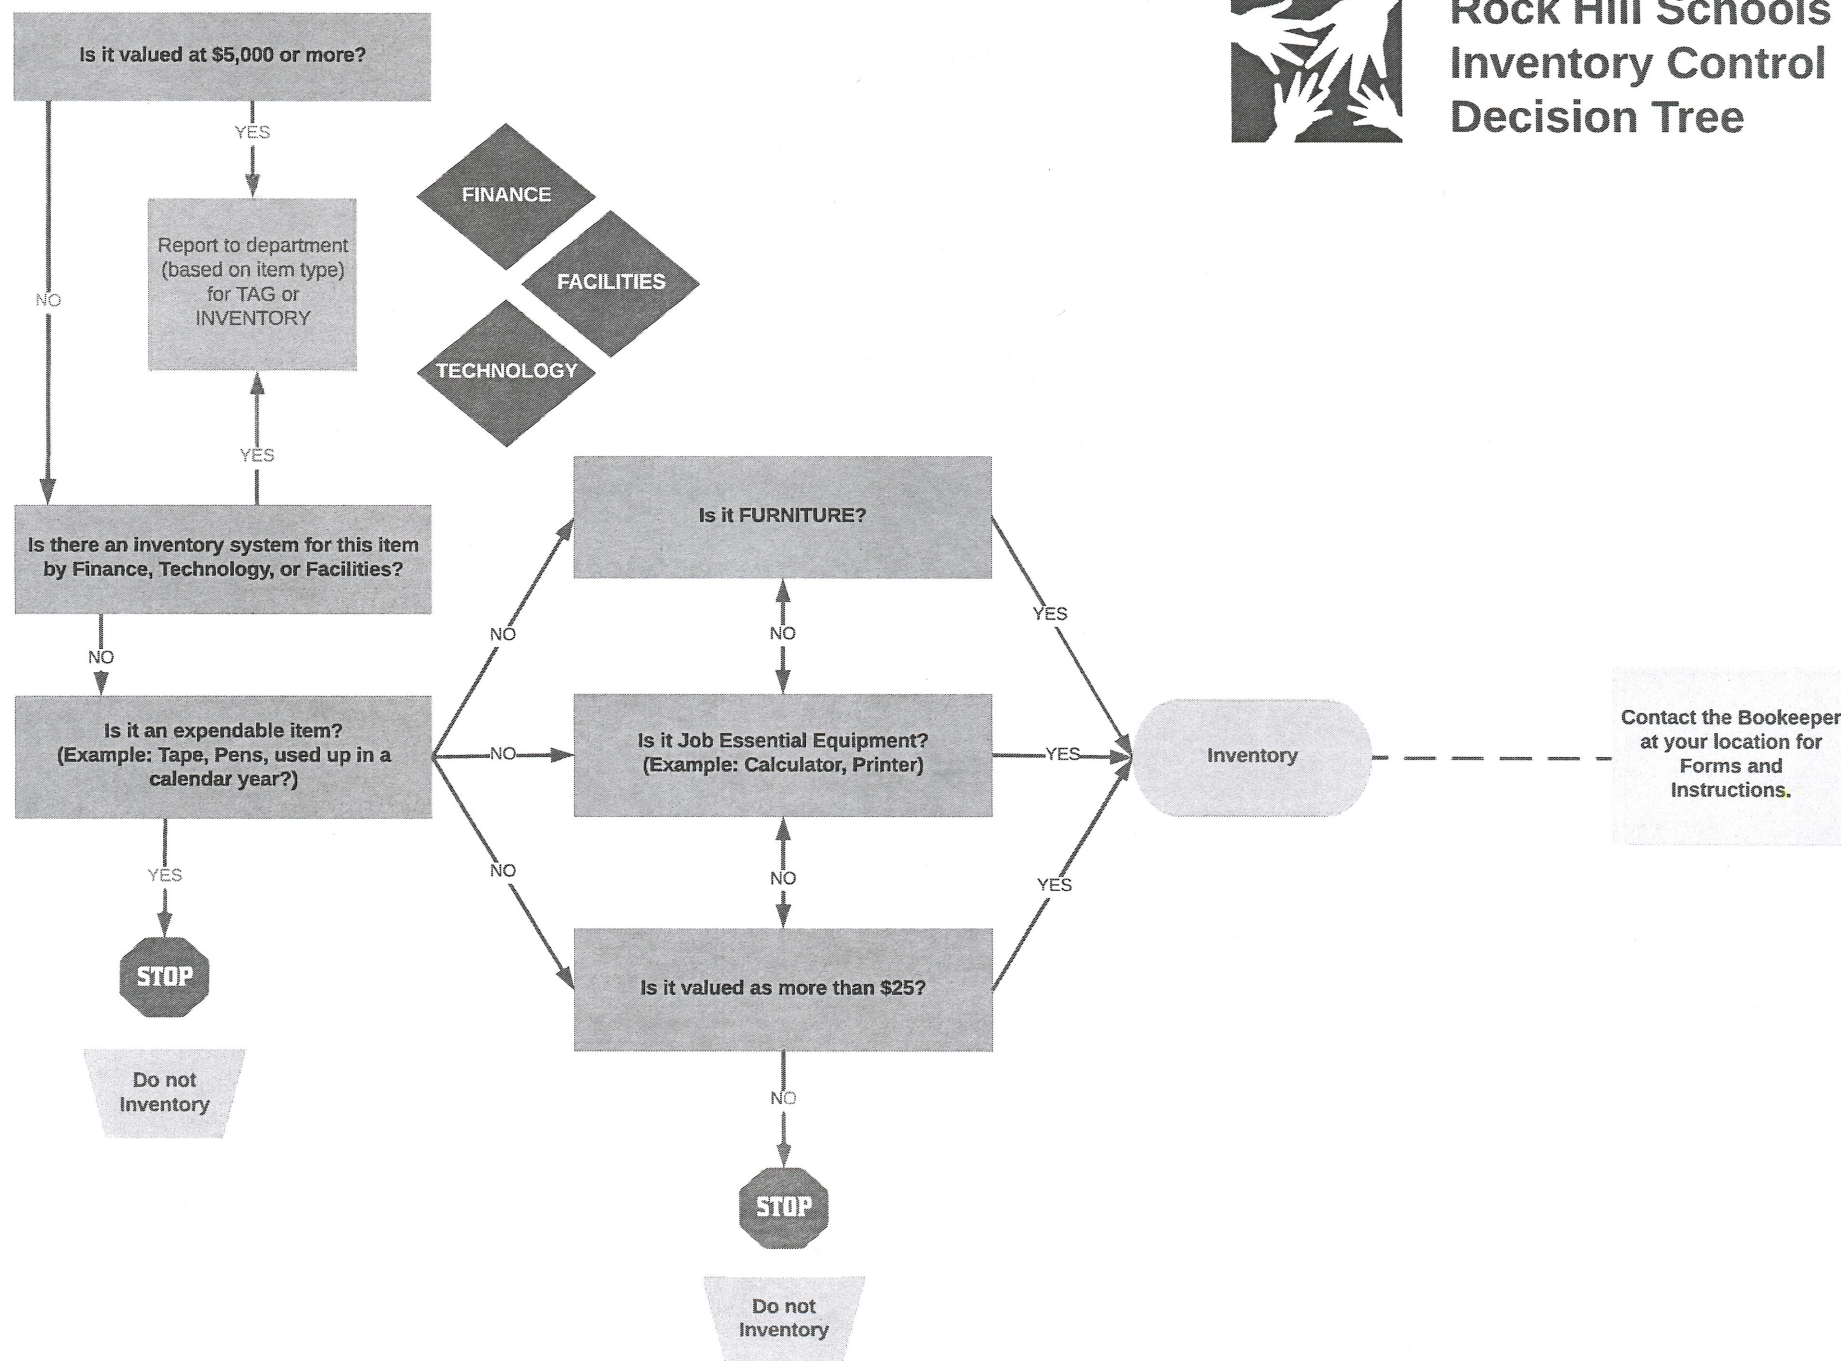 Rock Hill Schools
Inventory Control
Decision Tree
Is it valued at $5,000 or more?
YES
NO
Report to department
(based on item type)
for TAG or
INVENTORY
FINANCE
FACILITIES
TECHNOLOGY
YES
Is there an inventory system for this item
by Finance, Technology, or Facilities?
NO
Is it an expendable item?
(Example: Tape, Pens, used up in a
calendar year?)
YES
STOP
Do not
Inventory
NO
NO
NO
Is it FURNITURE?
NO
Is it Job Essential Equipment?
(Example: Calculator, Printer)
NO
Is it valued as more than $25?
NO
STOP
Do not
Inventory
YES
YES
YES
Inventory
Contact the Bookeeper
at your location for
Forms and
Instructions.